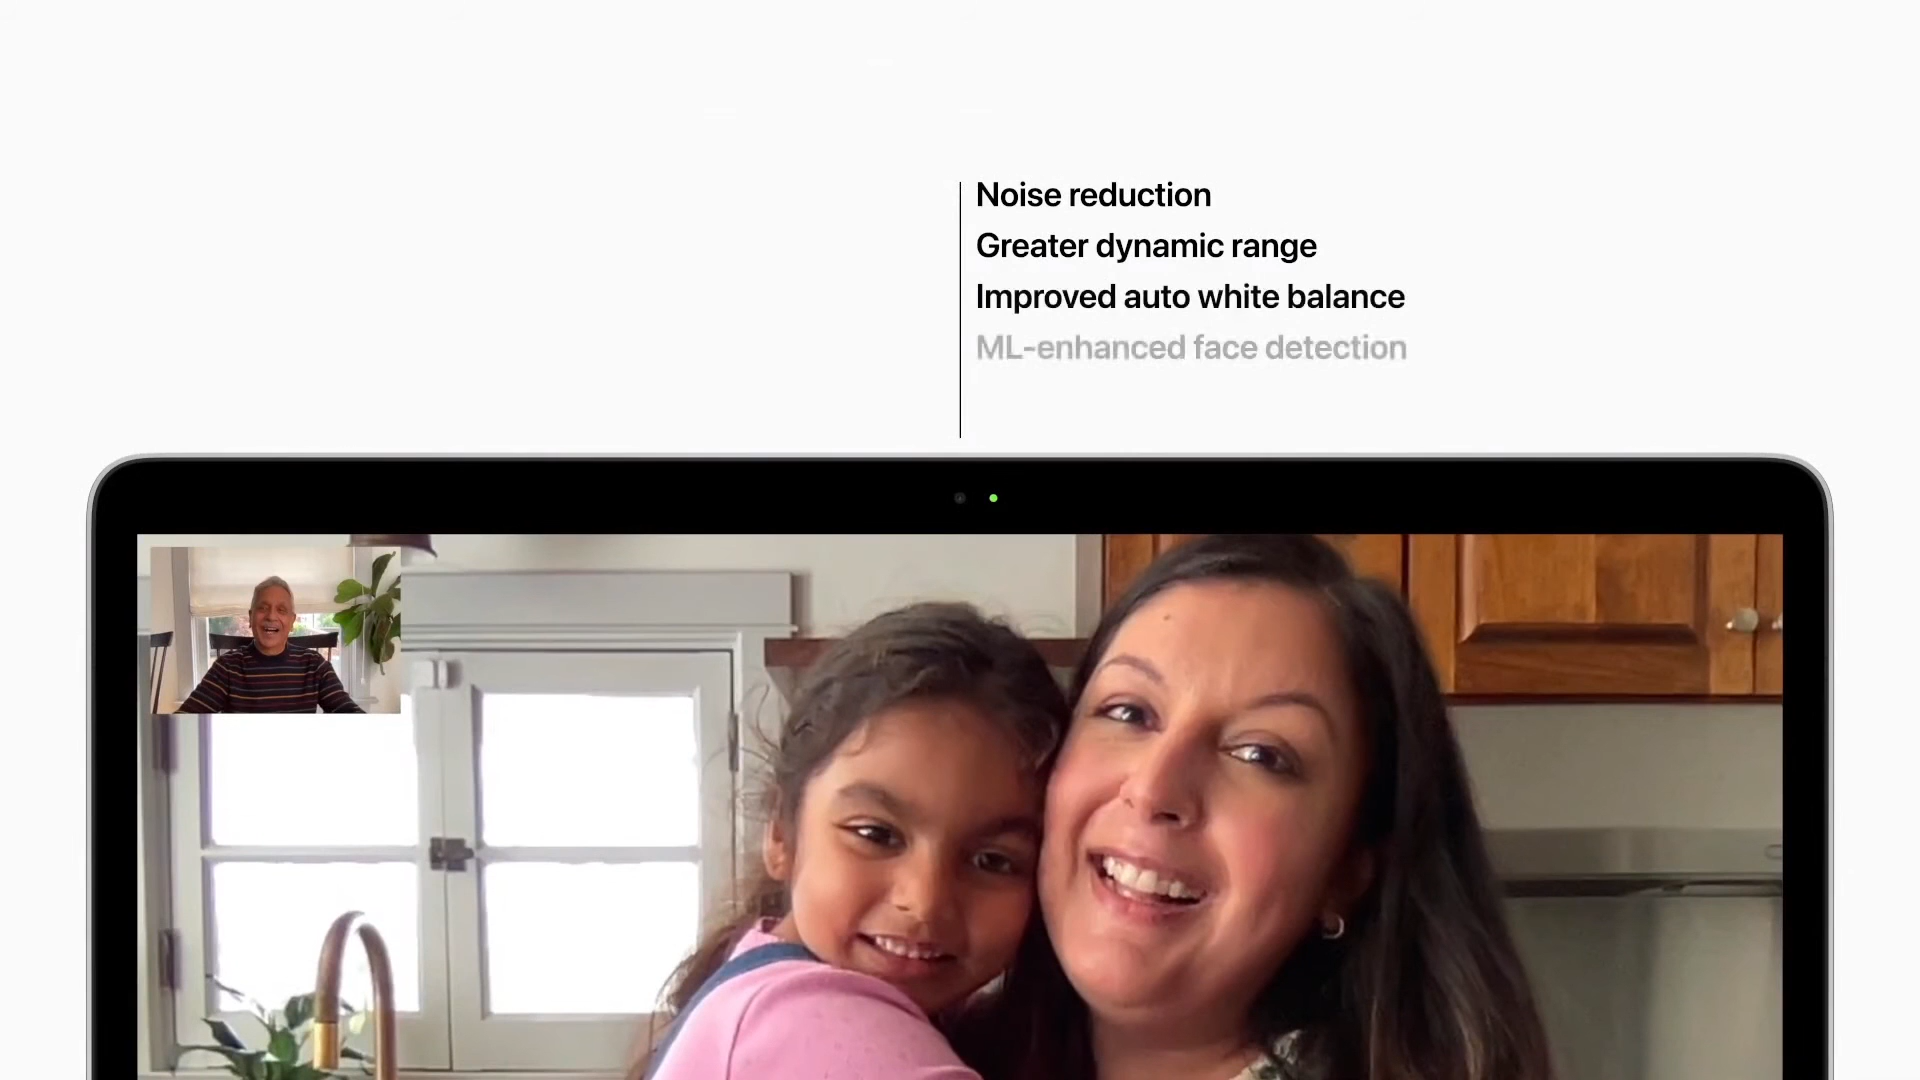 Noise reduction
Greater dynamic range
Improved auto white balance
ML-enhanced face detection